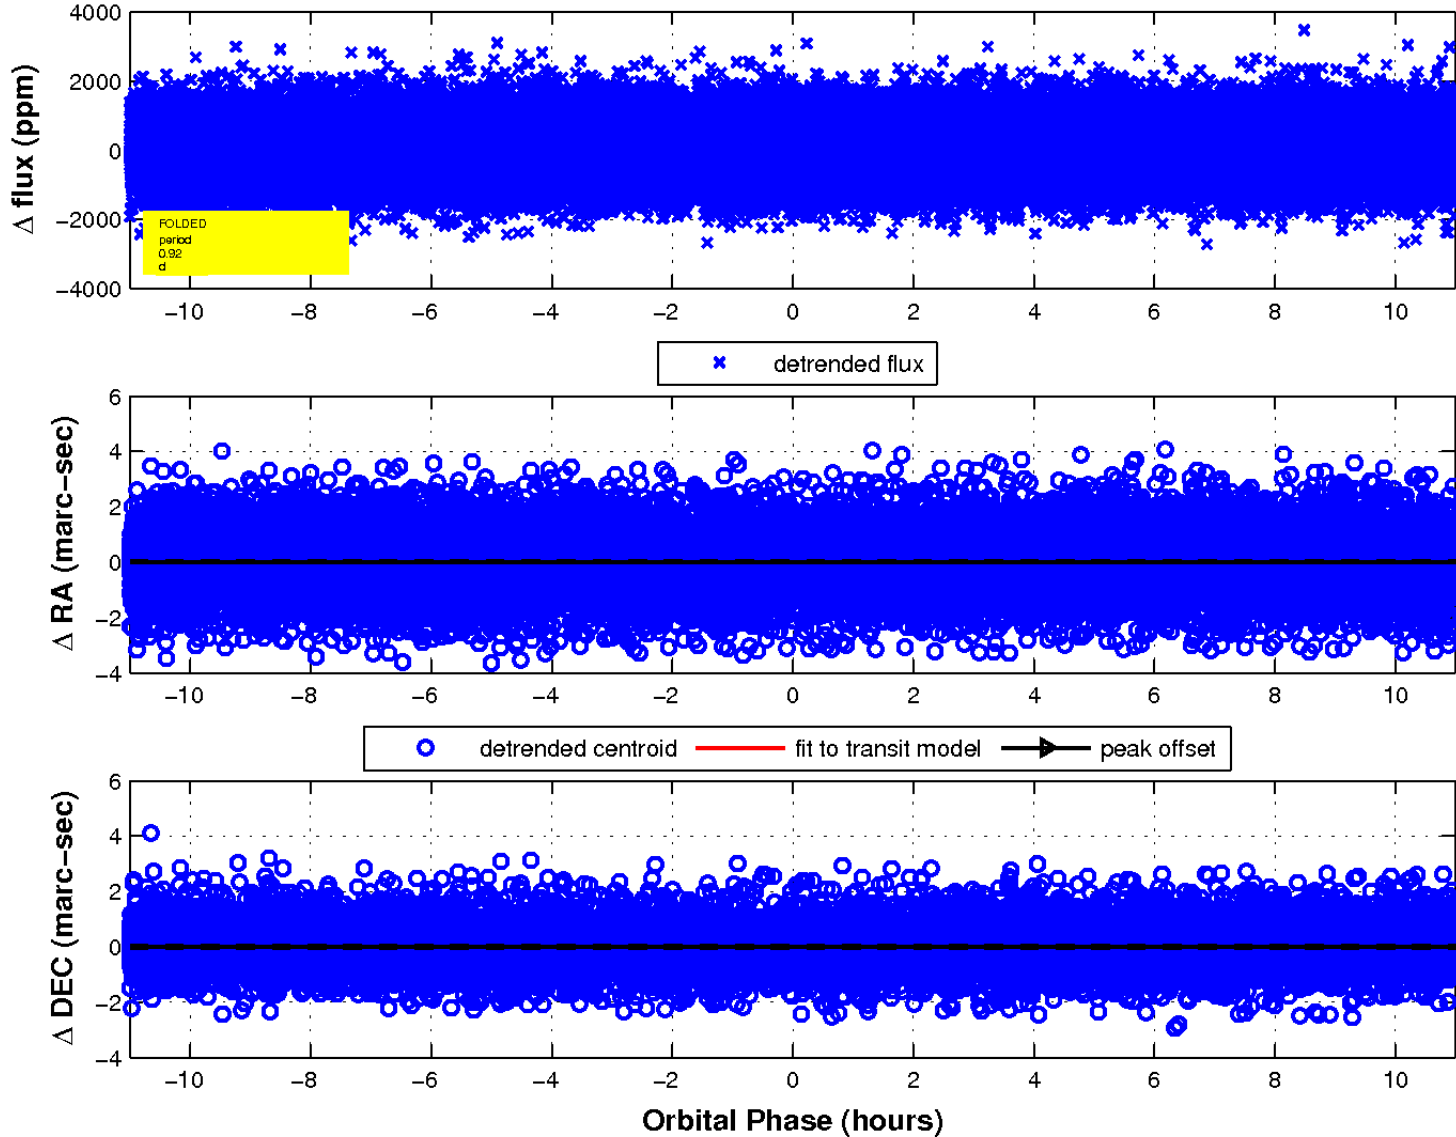 4000
2000
0
−2000
−4000
Δ flux (ppm)
FOLDED
period
0.92
d
−10 −8 −6 −4 −2 0 2 4 6 8 10
detrended flux
6
4
2
0
−2
−4
Δ RA (marc−sec)
−10 −8 −6 −4 −2 0 2 4 6 8 10
detrended centroid fit to transit model peak offset
6
4
2
0
−2
−4
Δ DEC (marc−sec)
−10 −8 −6 −4 −2 0 2 4 6 8 10
Orbital Phase (hours)